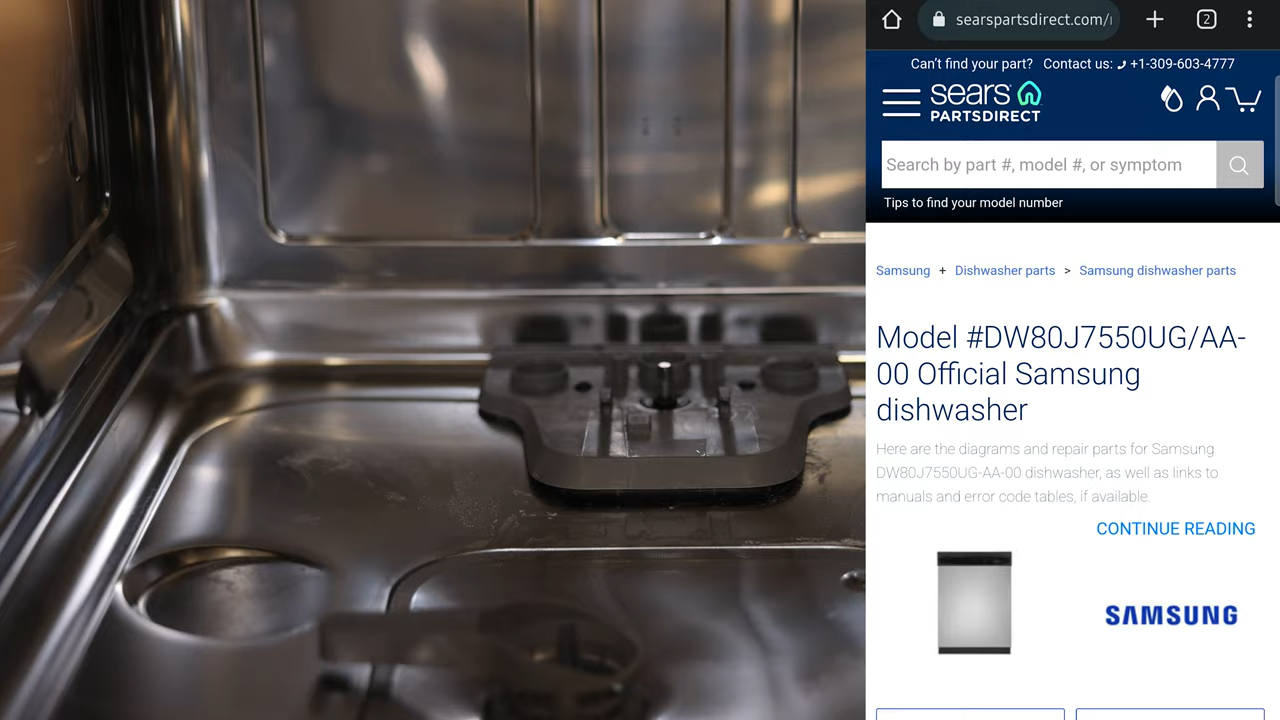 searspartsdirect.com/
2
Can't find your part? Contact us: +1-309-603-4777
sears
PARTSDIRECT
Search by part #, model #, or symptom
Tips to find your model number
Samsung + Dishwasher parts > Samsung dishwasher parts
Model #DW80J7550UG/AA-
00 Official Samsung
dishwasher
Here are the diagrams and repair parts for Samsung
DW80J7550UG-AA-00 dishwasher, as well as links to
manuals and error code tables, if available.
CONTINUE READING
SAMSUNG